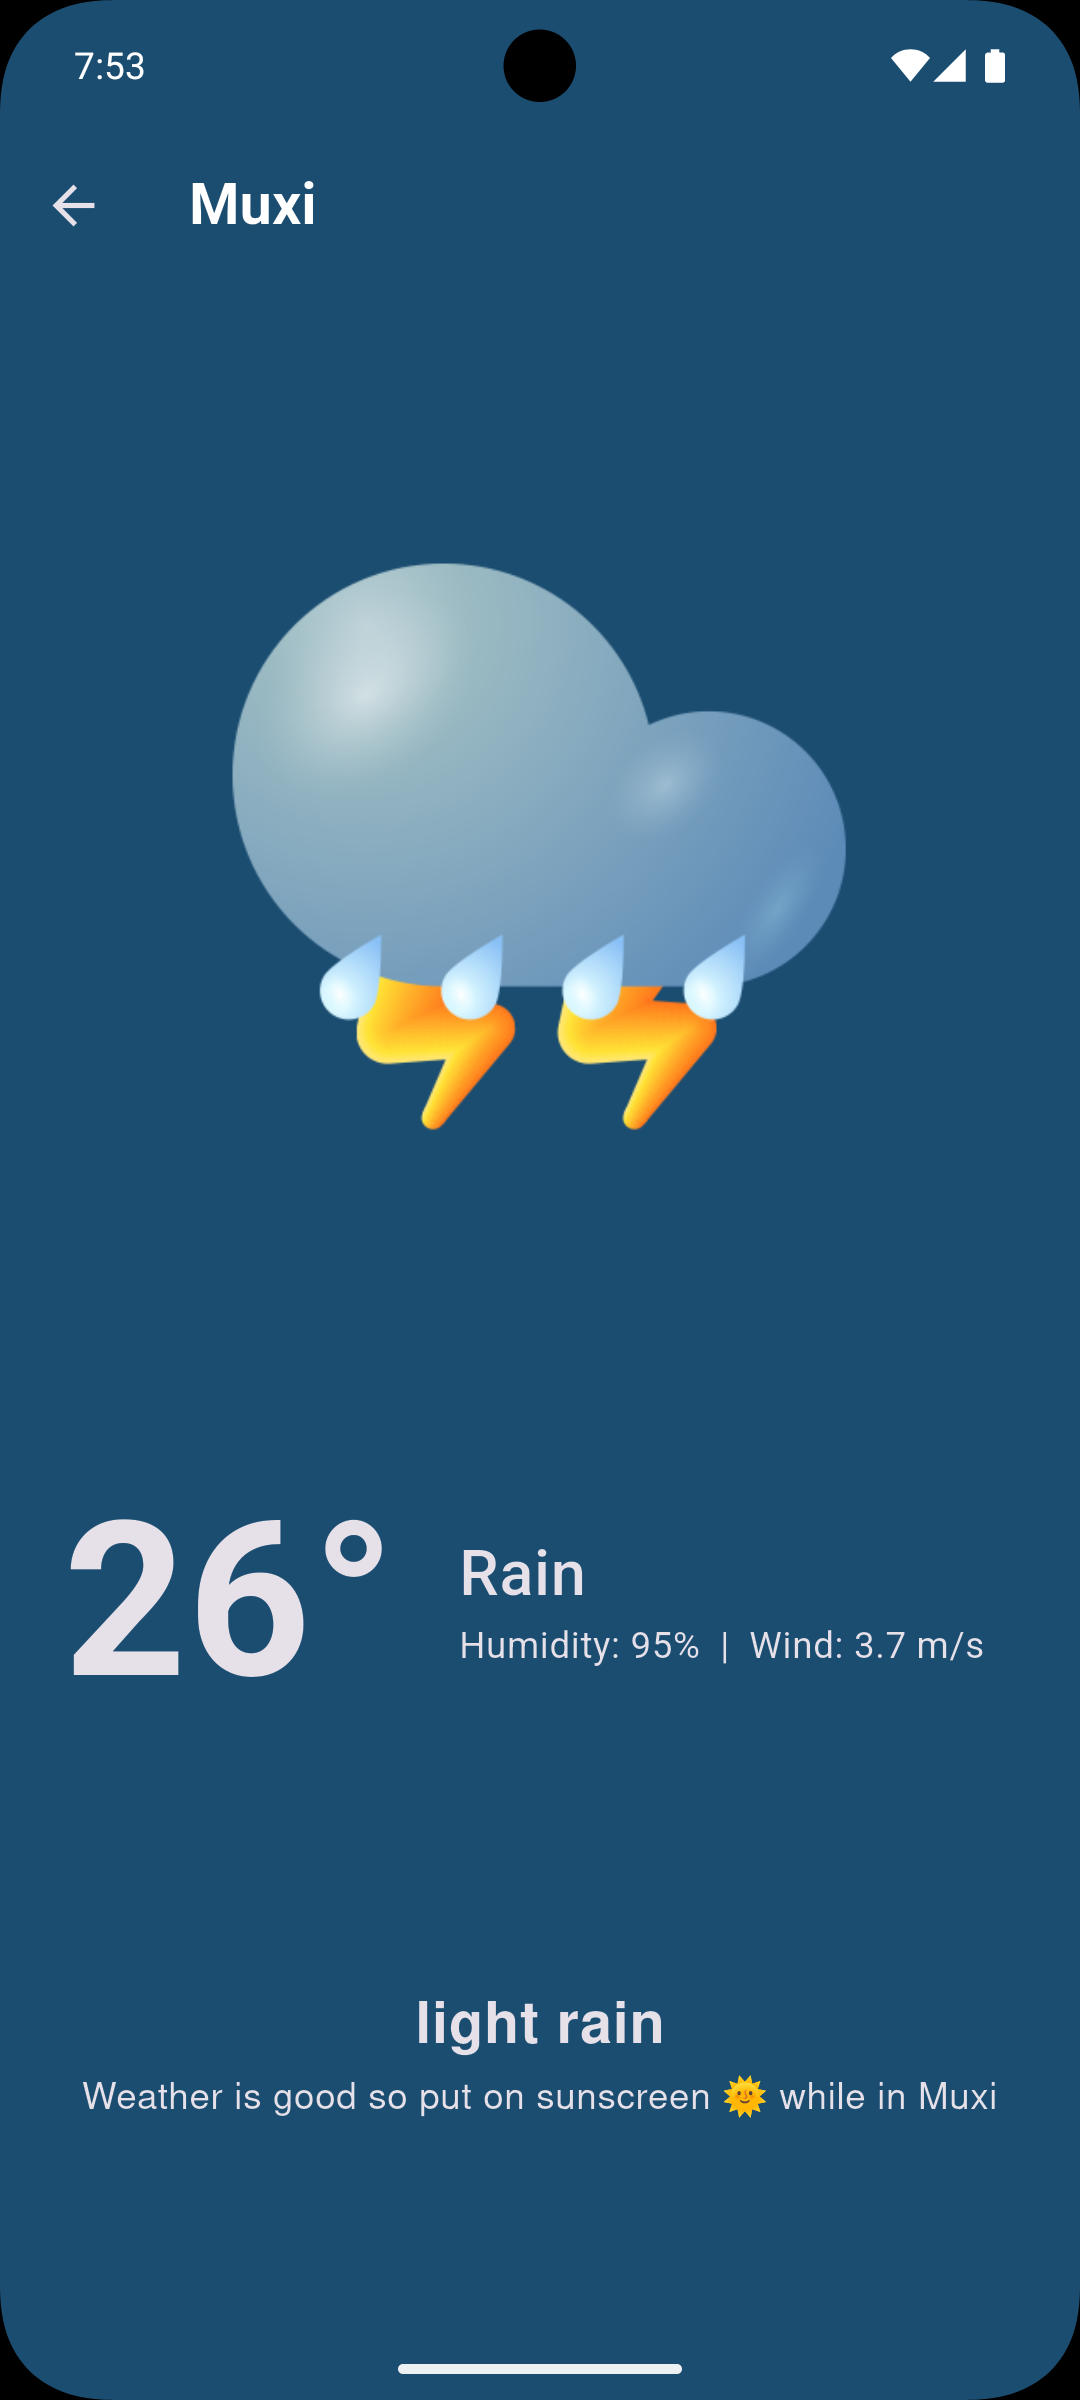 7:53
Muxi
26°
Rain
Humidity: 95% | Wind: 3.7 m/s
light rain
Weather is good so put on sunscreen 🌞 while in Muxi